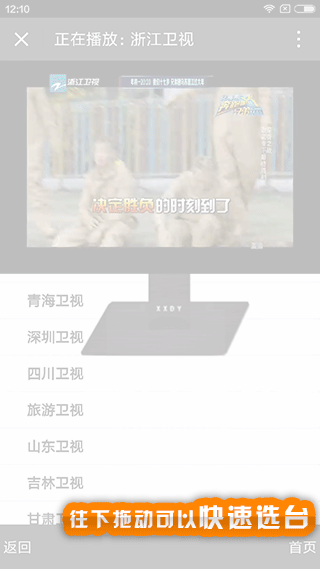 12:10
正在播放：浙江卫视
浙江卫视
决定胜负的时刻到了
XXDY
青海卫视
深圳卫视
四川卫视
旅游卫视
山东卫视
吉林卫视
甘肃卫视
往下拖动可以快速选台
返回
首页